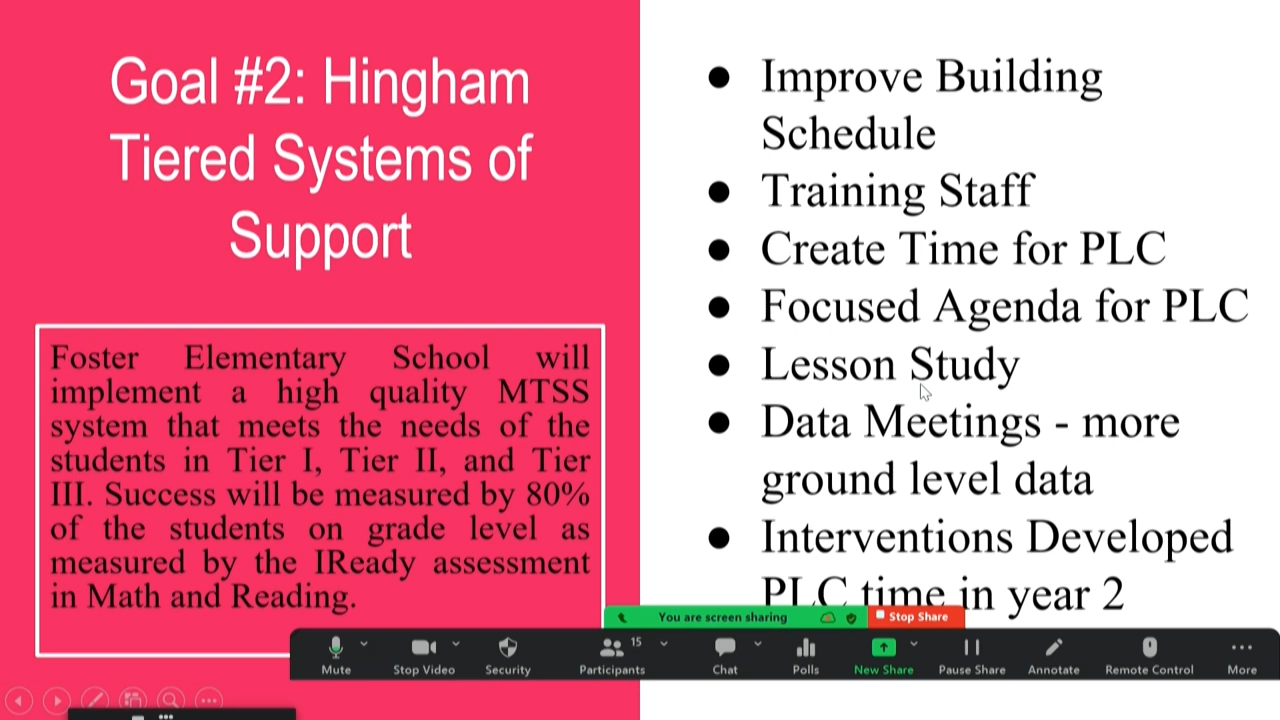 Goal #2: Hingham
Tiered Systems of
Support
Foster Elementary School will
implement a high quality MTSS
system that meets the needs of the
students in Tier I, Tier II, and Tier
III. Success will be measured by 80%
of the students on grade level as
measured by the IReady assessment
in Math and Reading.
● Improve Building
Schedule
● Training Staff
● Create Time for PLC
● Focused Agenda for PLC
● Lesson Study
● Data Meetings - more
ground level data
● Interventions Developed
PLC time in year 2
You are screen sharing
Stop Share
Mute
Stop Video
Security
Participants
15
Chat
Polls
New Share
Pause Share
Annotate
Remote Control
More